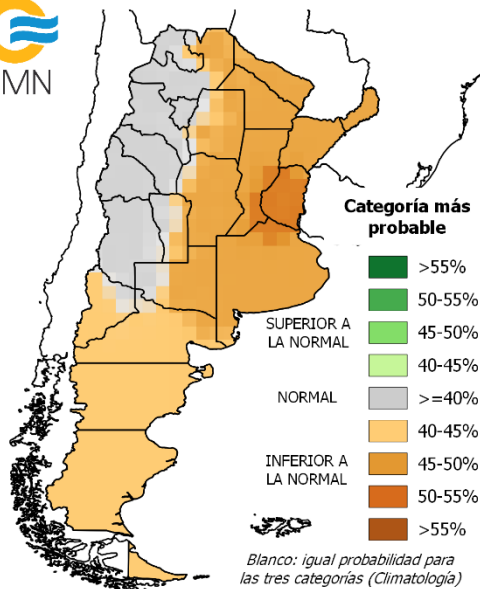 MN
Categoría más
probable
>55%
50-55%
SUPERIOR A
LA NORMAL
45-50%
40-45%
NORMAL
>=40%
40-45%
INFERIOR A
LA NORMAL
45-50%
50-55%
>55%
Blanco: igual probabilidad para
las tres categorías (Climatología)